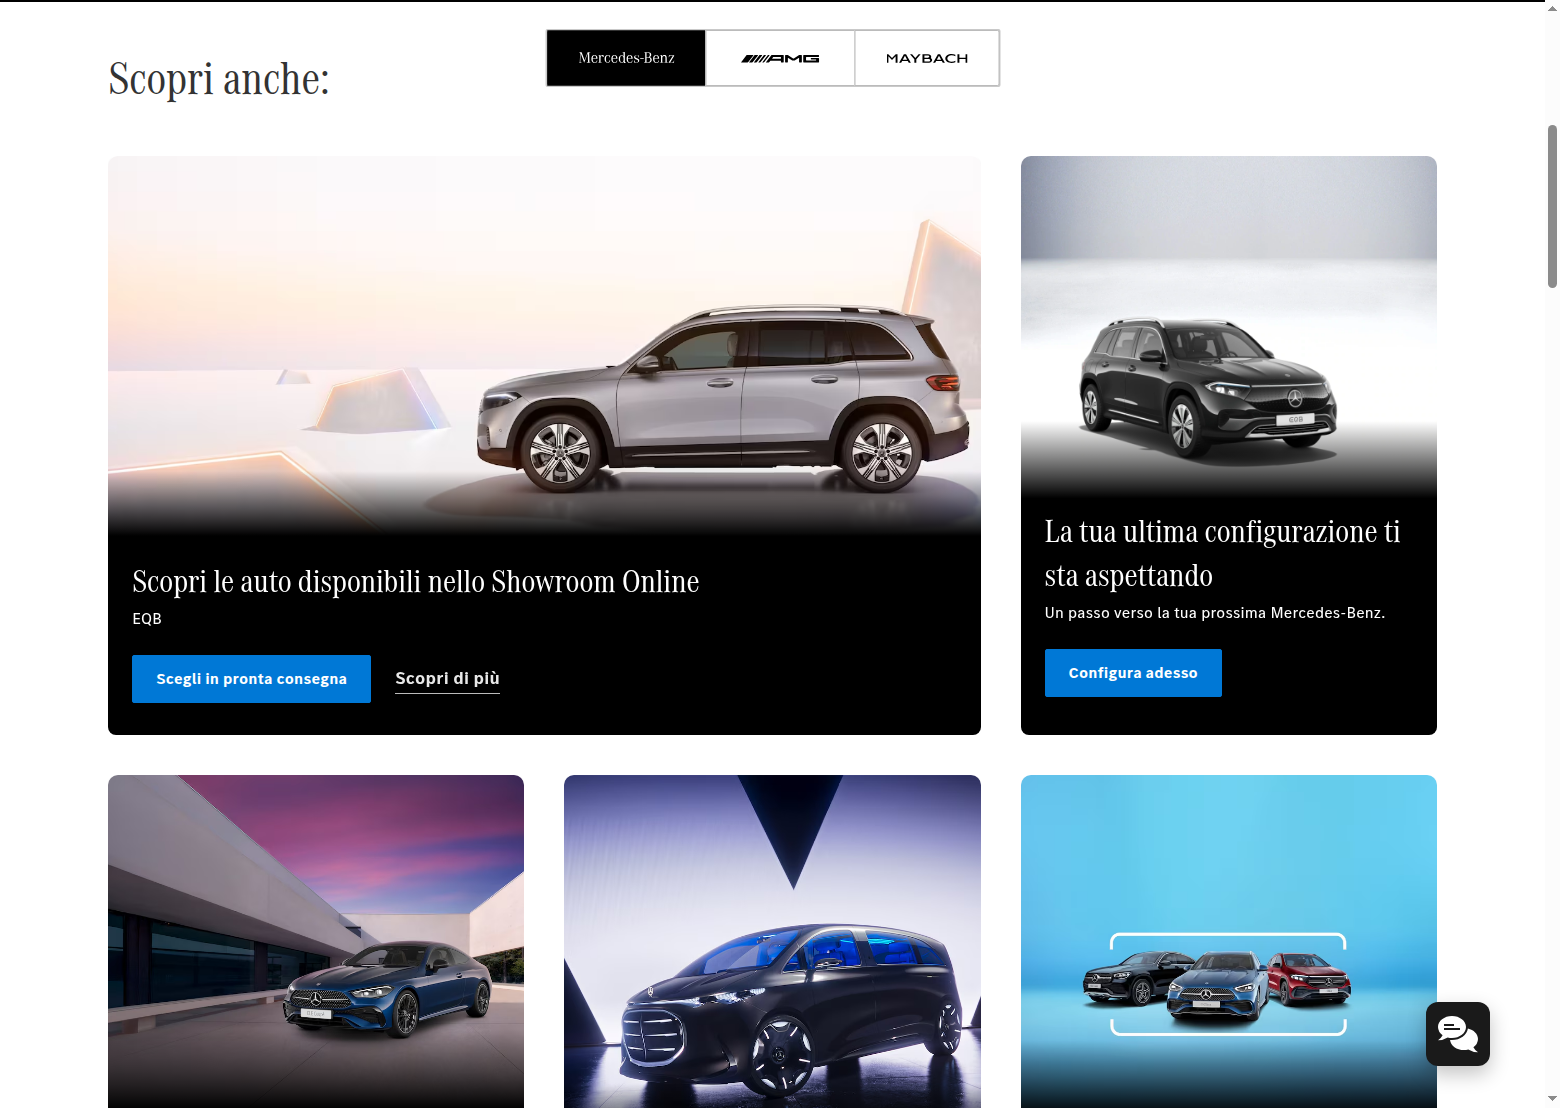 Mercedes-Benz
AMG
MAYBACH
Scopri anche:
Scopri le auto disponibili nello Showroom Online
EQB
Scegli in pronta consegna
Scopri di più
EQB
La tua ultima configurazione ti
sta aspettando
Un passo verso la tua prossima Mercedes-Benz.
Configura adesso